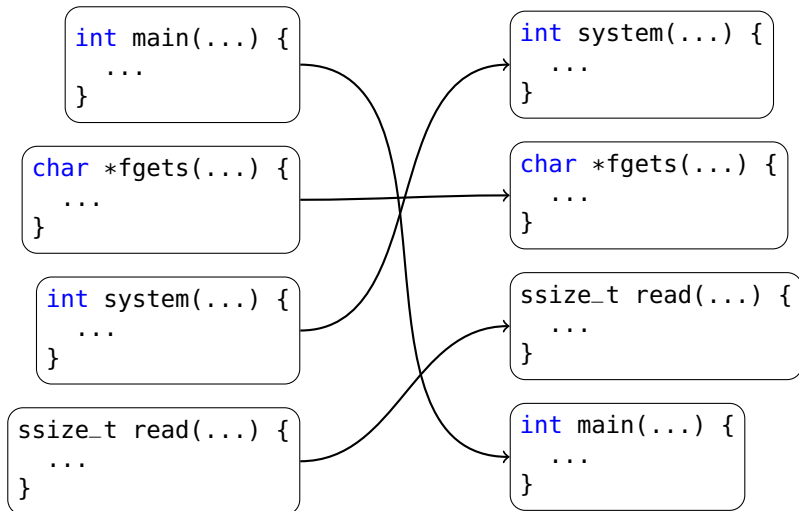 int main(...) {
  ...
}
char *fgets(...) {
  ...
}
int system(...) {
  ...
}
ssize_t read(...) {
  ...
}
int system(...) {
  ...
}
char *fgets(...) {
  ...
}
ssize_t read(...) {
  ...
}
int main(...) {
  ...
}